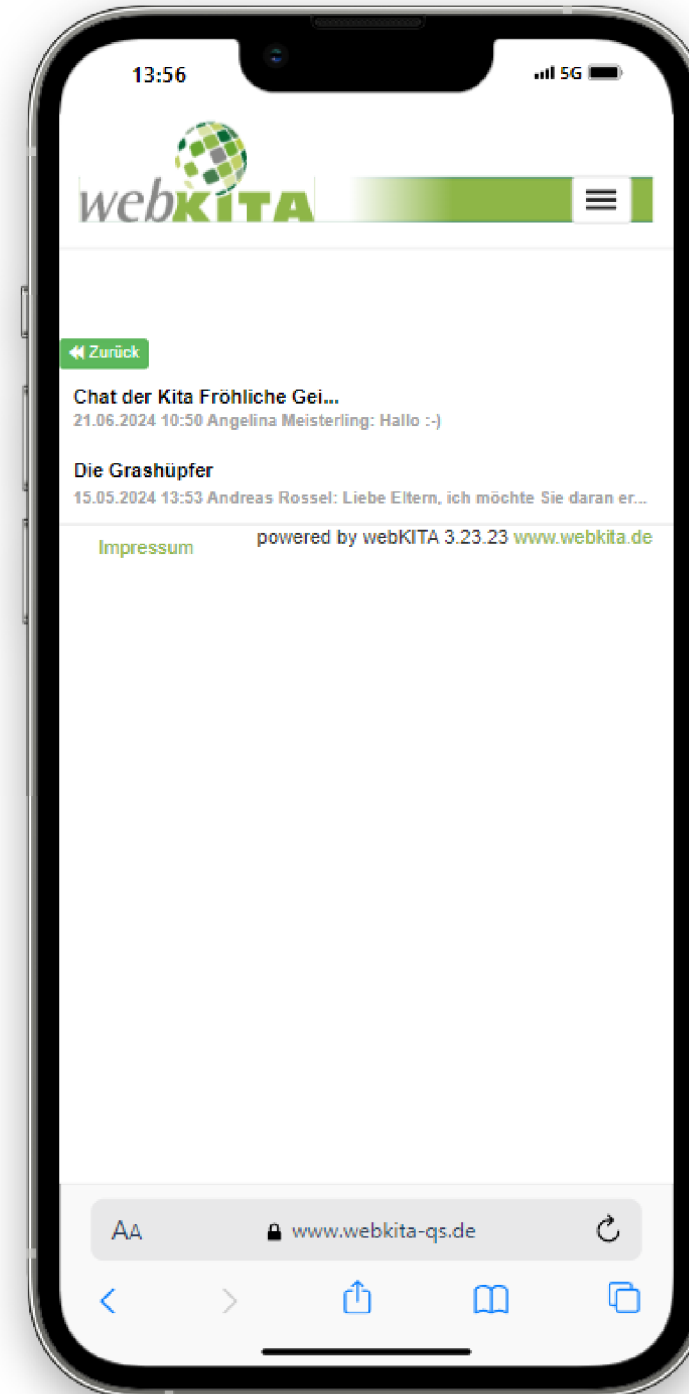 13:56
5G
webKITA
Zurück
Chat der Kita Fröhliche Gei...
21.06.2024 10:50 Angelina Meisterling: Hallo :-)
Die Grashüpfer
15.05.2024 13:53 Andreas Rossel: Liebe Eltern, ich möchte Sie daran er...
Impressum
powered by webKITA 3.23.23 www.webkita.de
AA
www.webkita-qs.de